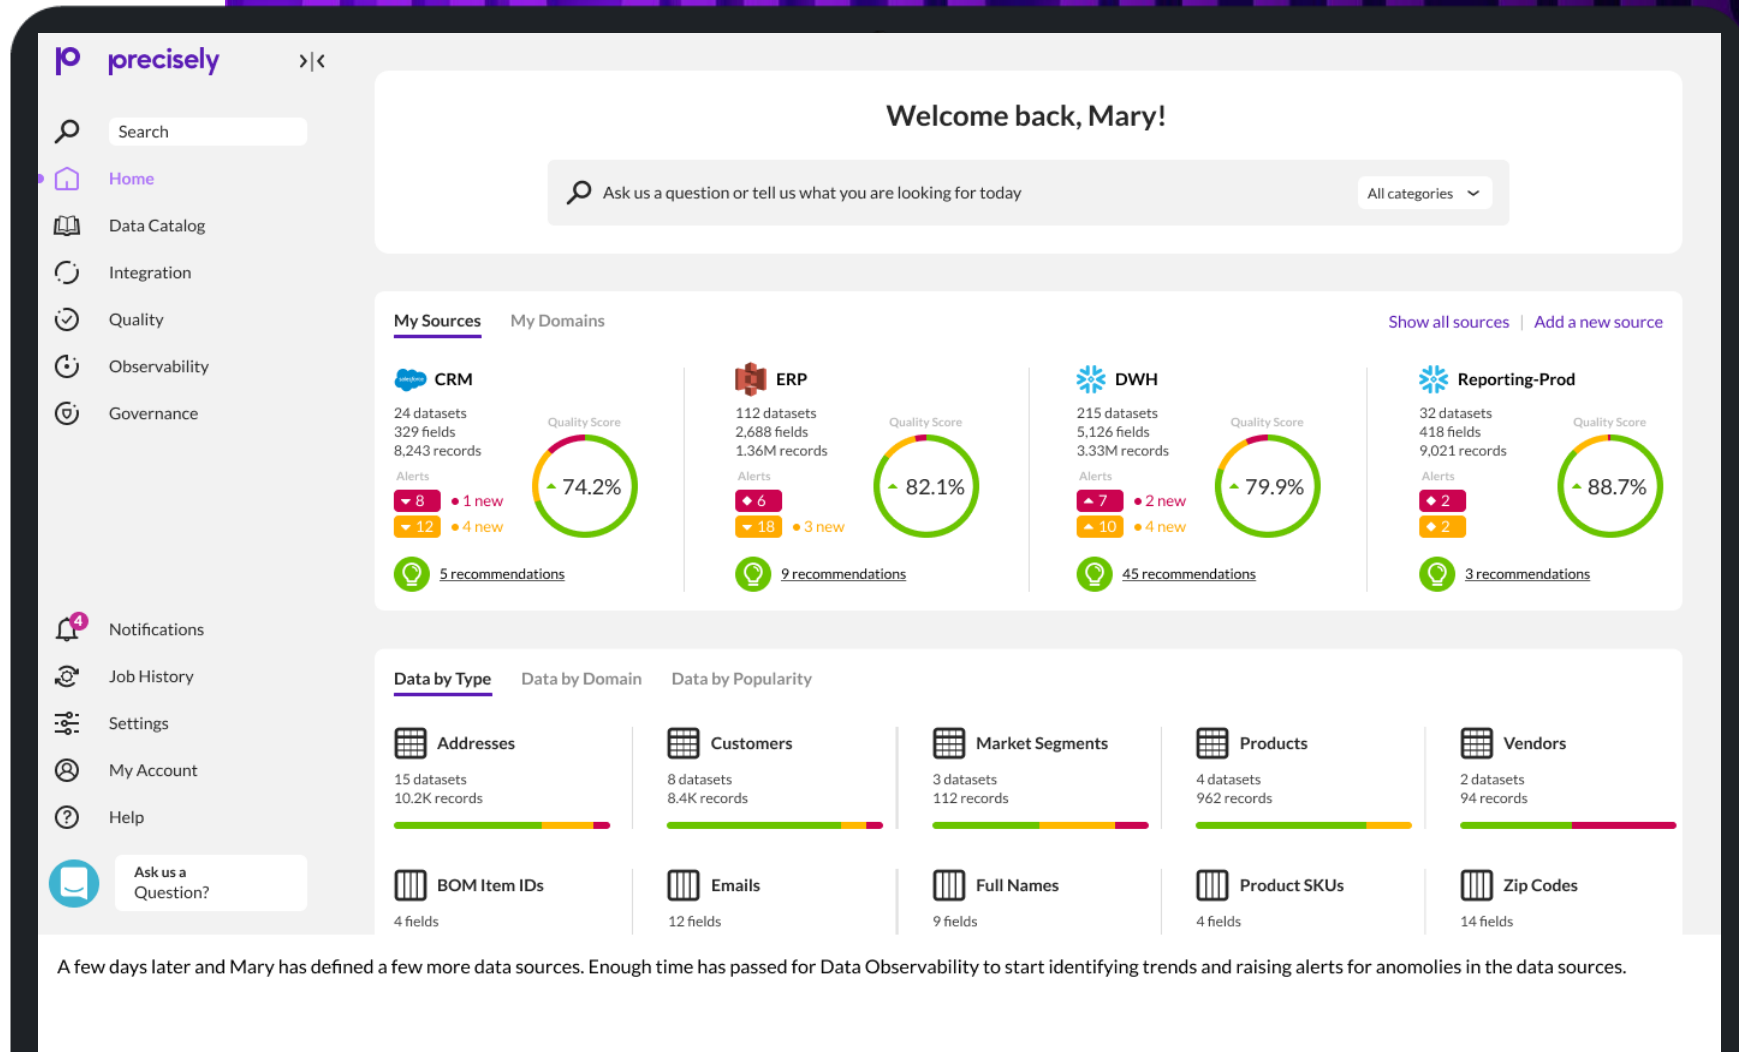 precisely
Search
Home
Data Catalog
Integration
Quality
Observability
Governance
4
Notifications
Job History
Settings
My Account
Help
Ask us a
Question?
Welcome back, Mary!
Ask us a question or tell us what you are looking for today
All categories
My Sources My Domains
Show all sources | Add a new source
salesforce
CRM
24 datasets
329 fields
8,243 records
Alerts
8 1 new
12 4 new
Quality Score
74.2%
5 recommendations
ERP
112 datasets
2,688 fields
1.36M records
Alerts
6
18 3 new
Quality Score
82.1%
9 recommendations
DWH
215 datasets
5,126 fields
3.33M records
Alerts
7 2 new
10 4 new
Quality Score
79.9%
45 recommendations
Reporting-Prod
32 datasets
418 fields
9,021 records
Alerts
2
2
Quality Score
88.7%
3 recommendations
Data by Type Data by Domain Data by Popularity
Addresses
15 datasets
10.2K records
Customers
8 datasets
8.4K records
Market Segments
3 datasets
112 records
Products
4 datasets
962 records
Vendors
2 datasets
94 records
BOM Item IDs
4 fields
Emails
12 fields
Full Names
9 fields
Product SKUs
4 fields
Zip Codes
14 fields
A few days later and Mary has defined a few more data sources. Enough time has passed for Data Observability to start identifying trends and raising alerts for anomolies in the data sources.